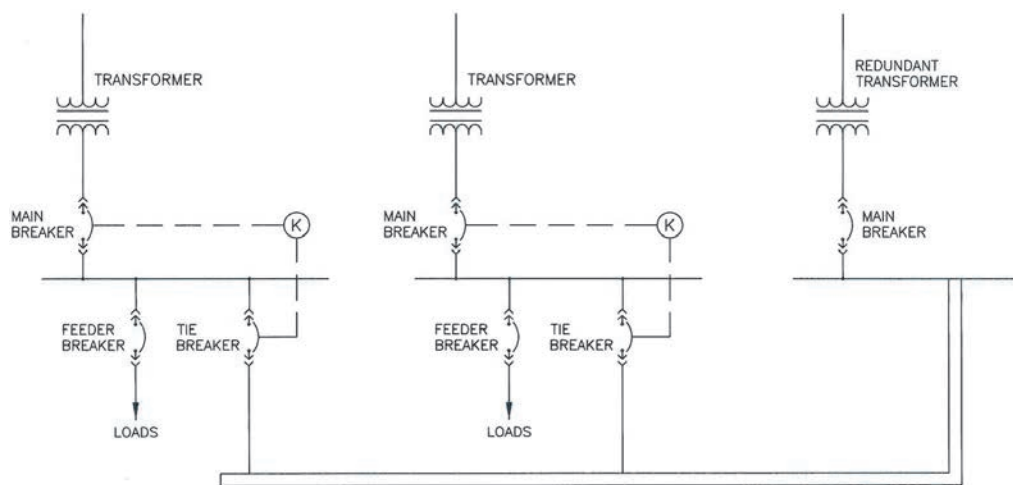 TRANSFORMER
TRANSFORMER
REDUNDANT
TRANSFORMER
MAIN
BREAKER
K
MAIN
BREAKER
K
MAIN
BREAKER
FEEDER
BREAKER
TIE
BREAKER
FEEDER
BREAKER
TIE
BREAKER
LOADS
LOADS